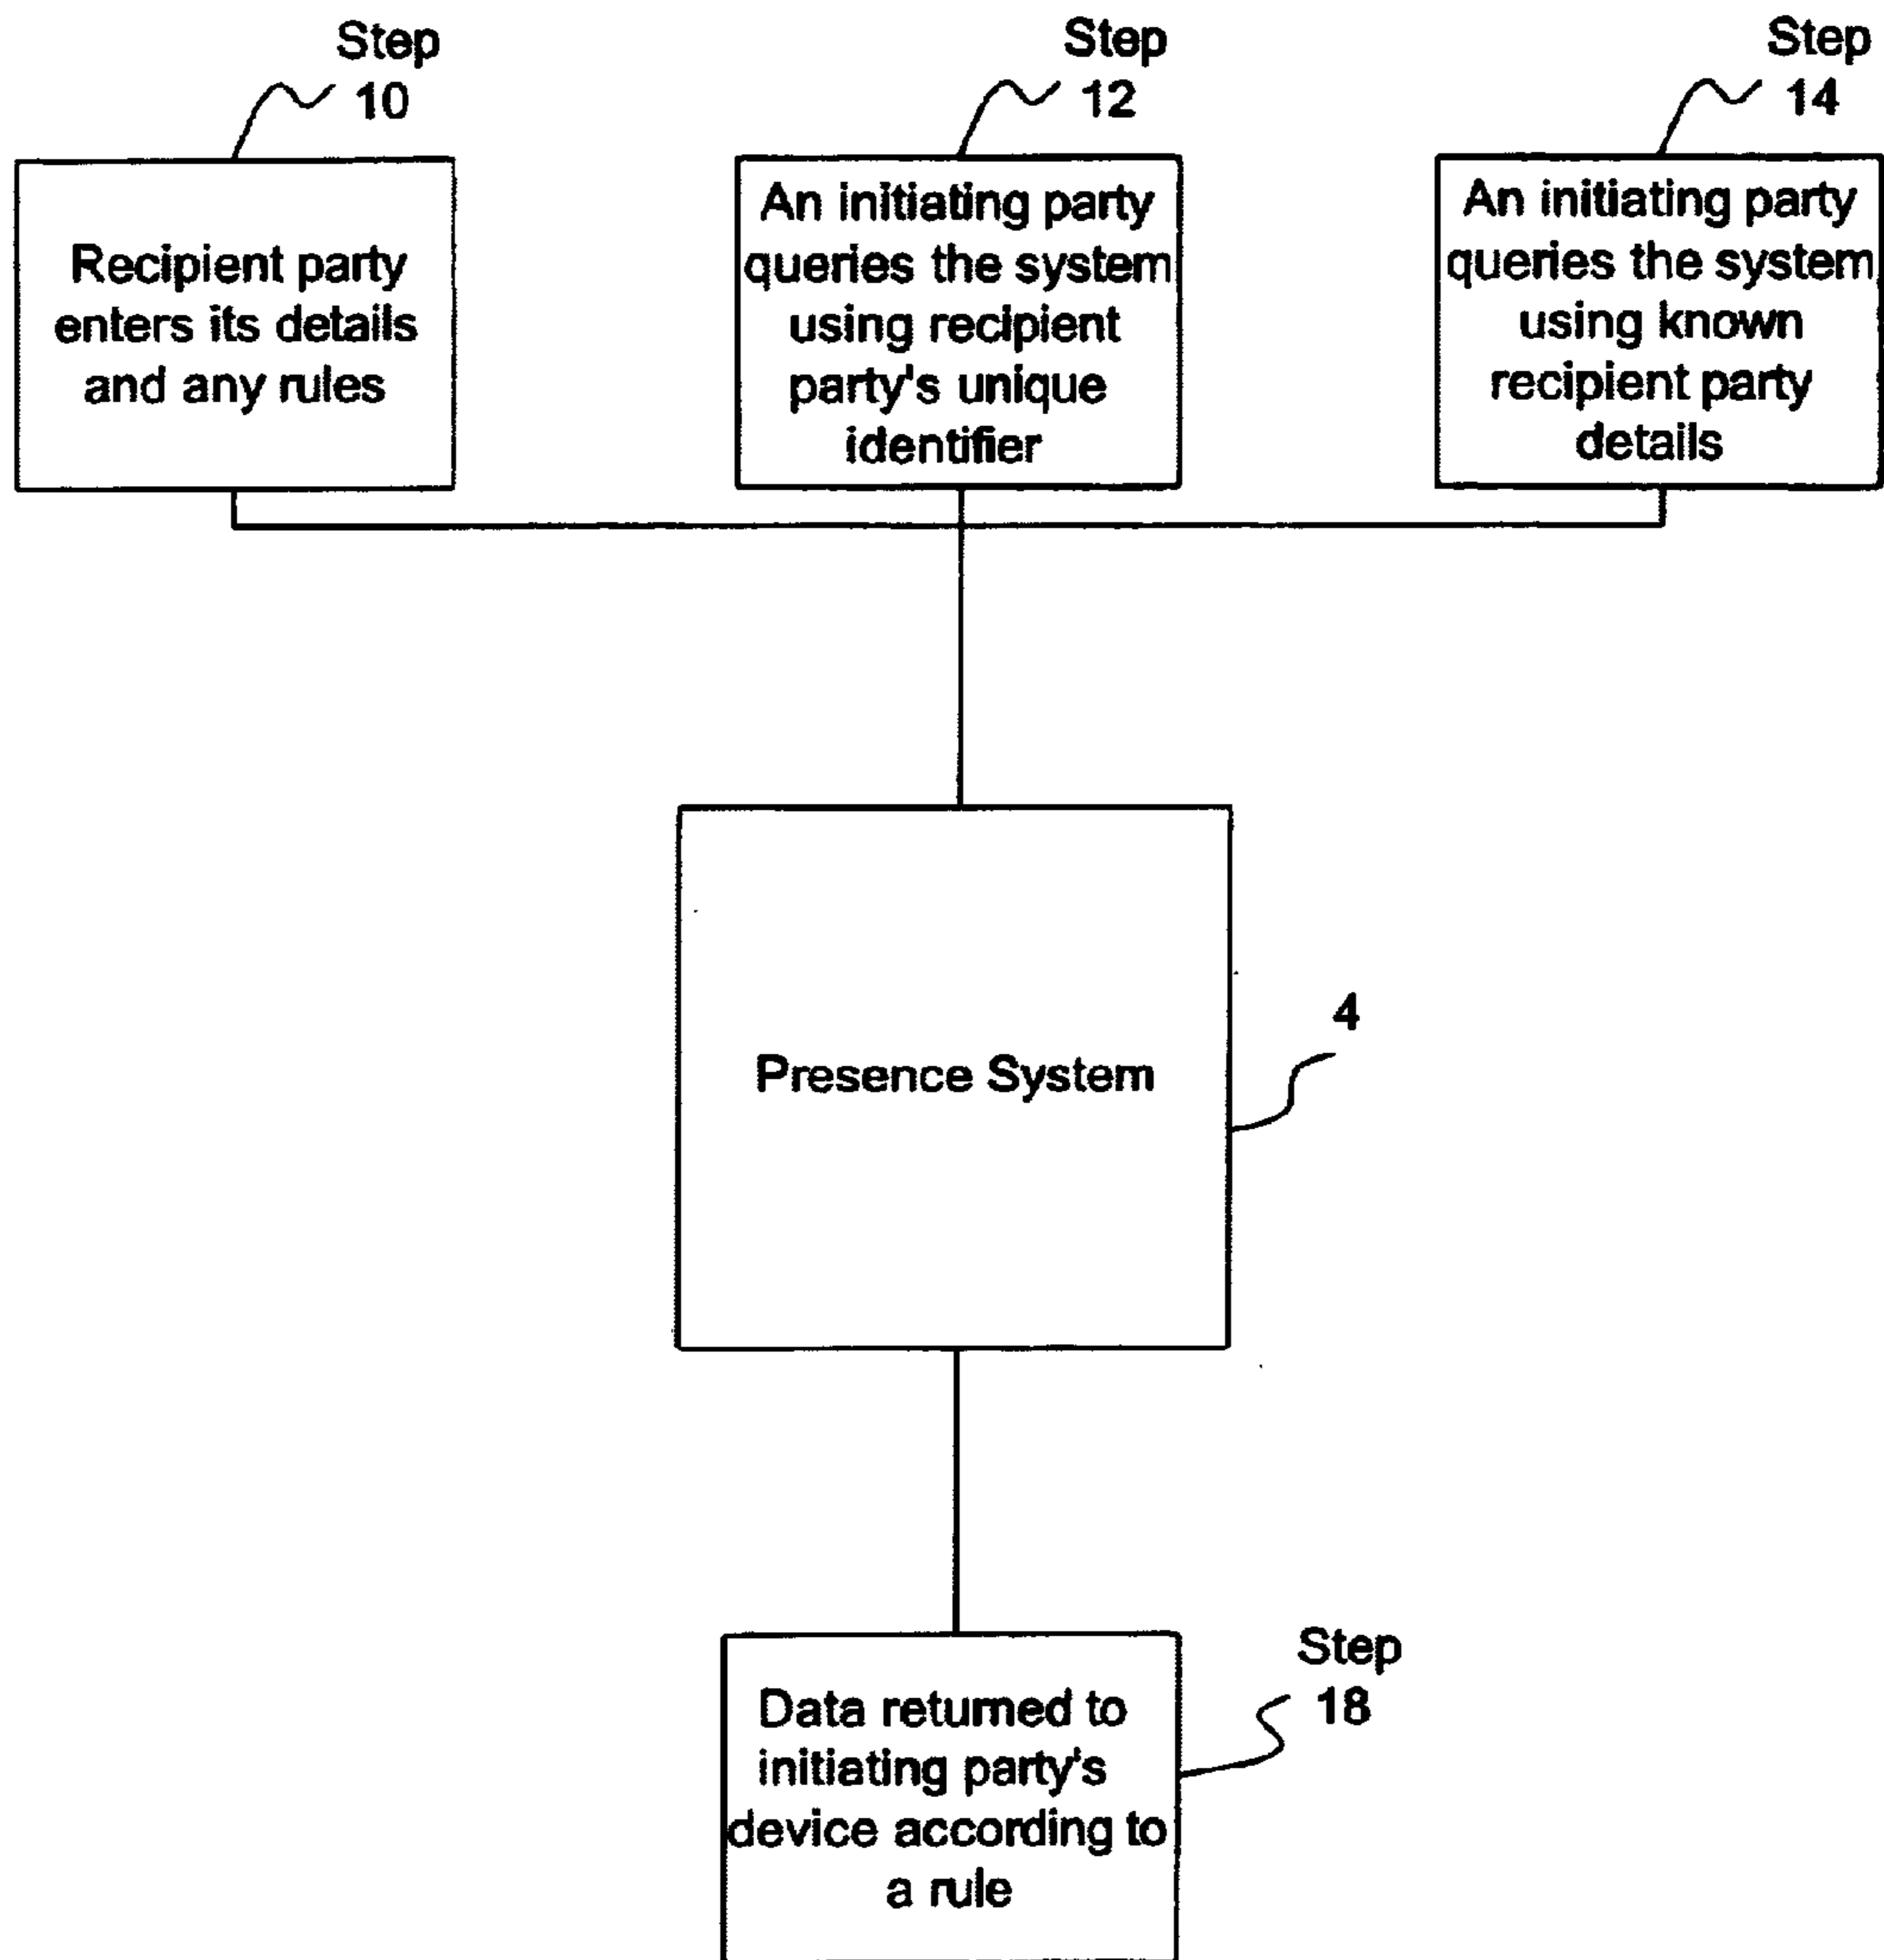 Step
10
Step
12
Step
14
Recipient party
enters its details
and any rules
An initiating party
queries the system
using recipient
party's unique
identifier
An initiating party
queries the system
using known
recipient party
details
4
Presence System
Step
18
Data returned to
initiating party's
device according to
a rule